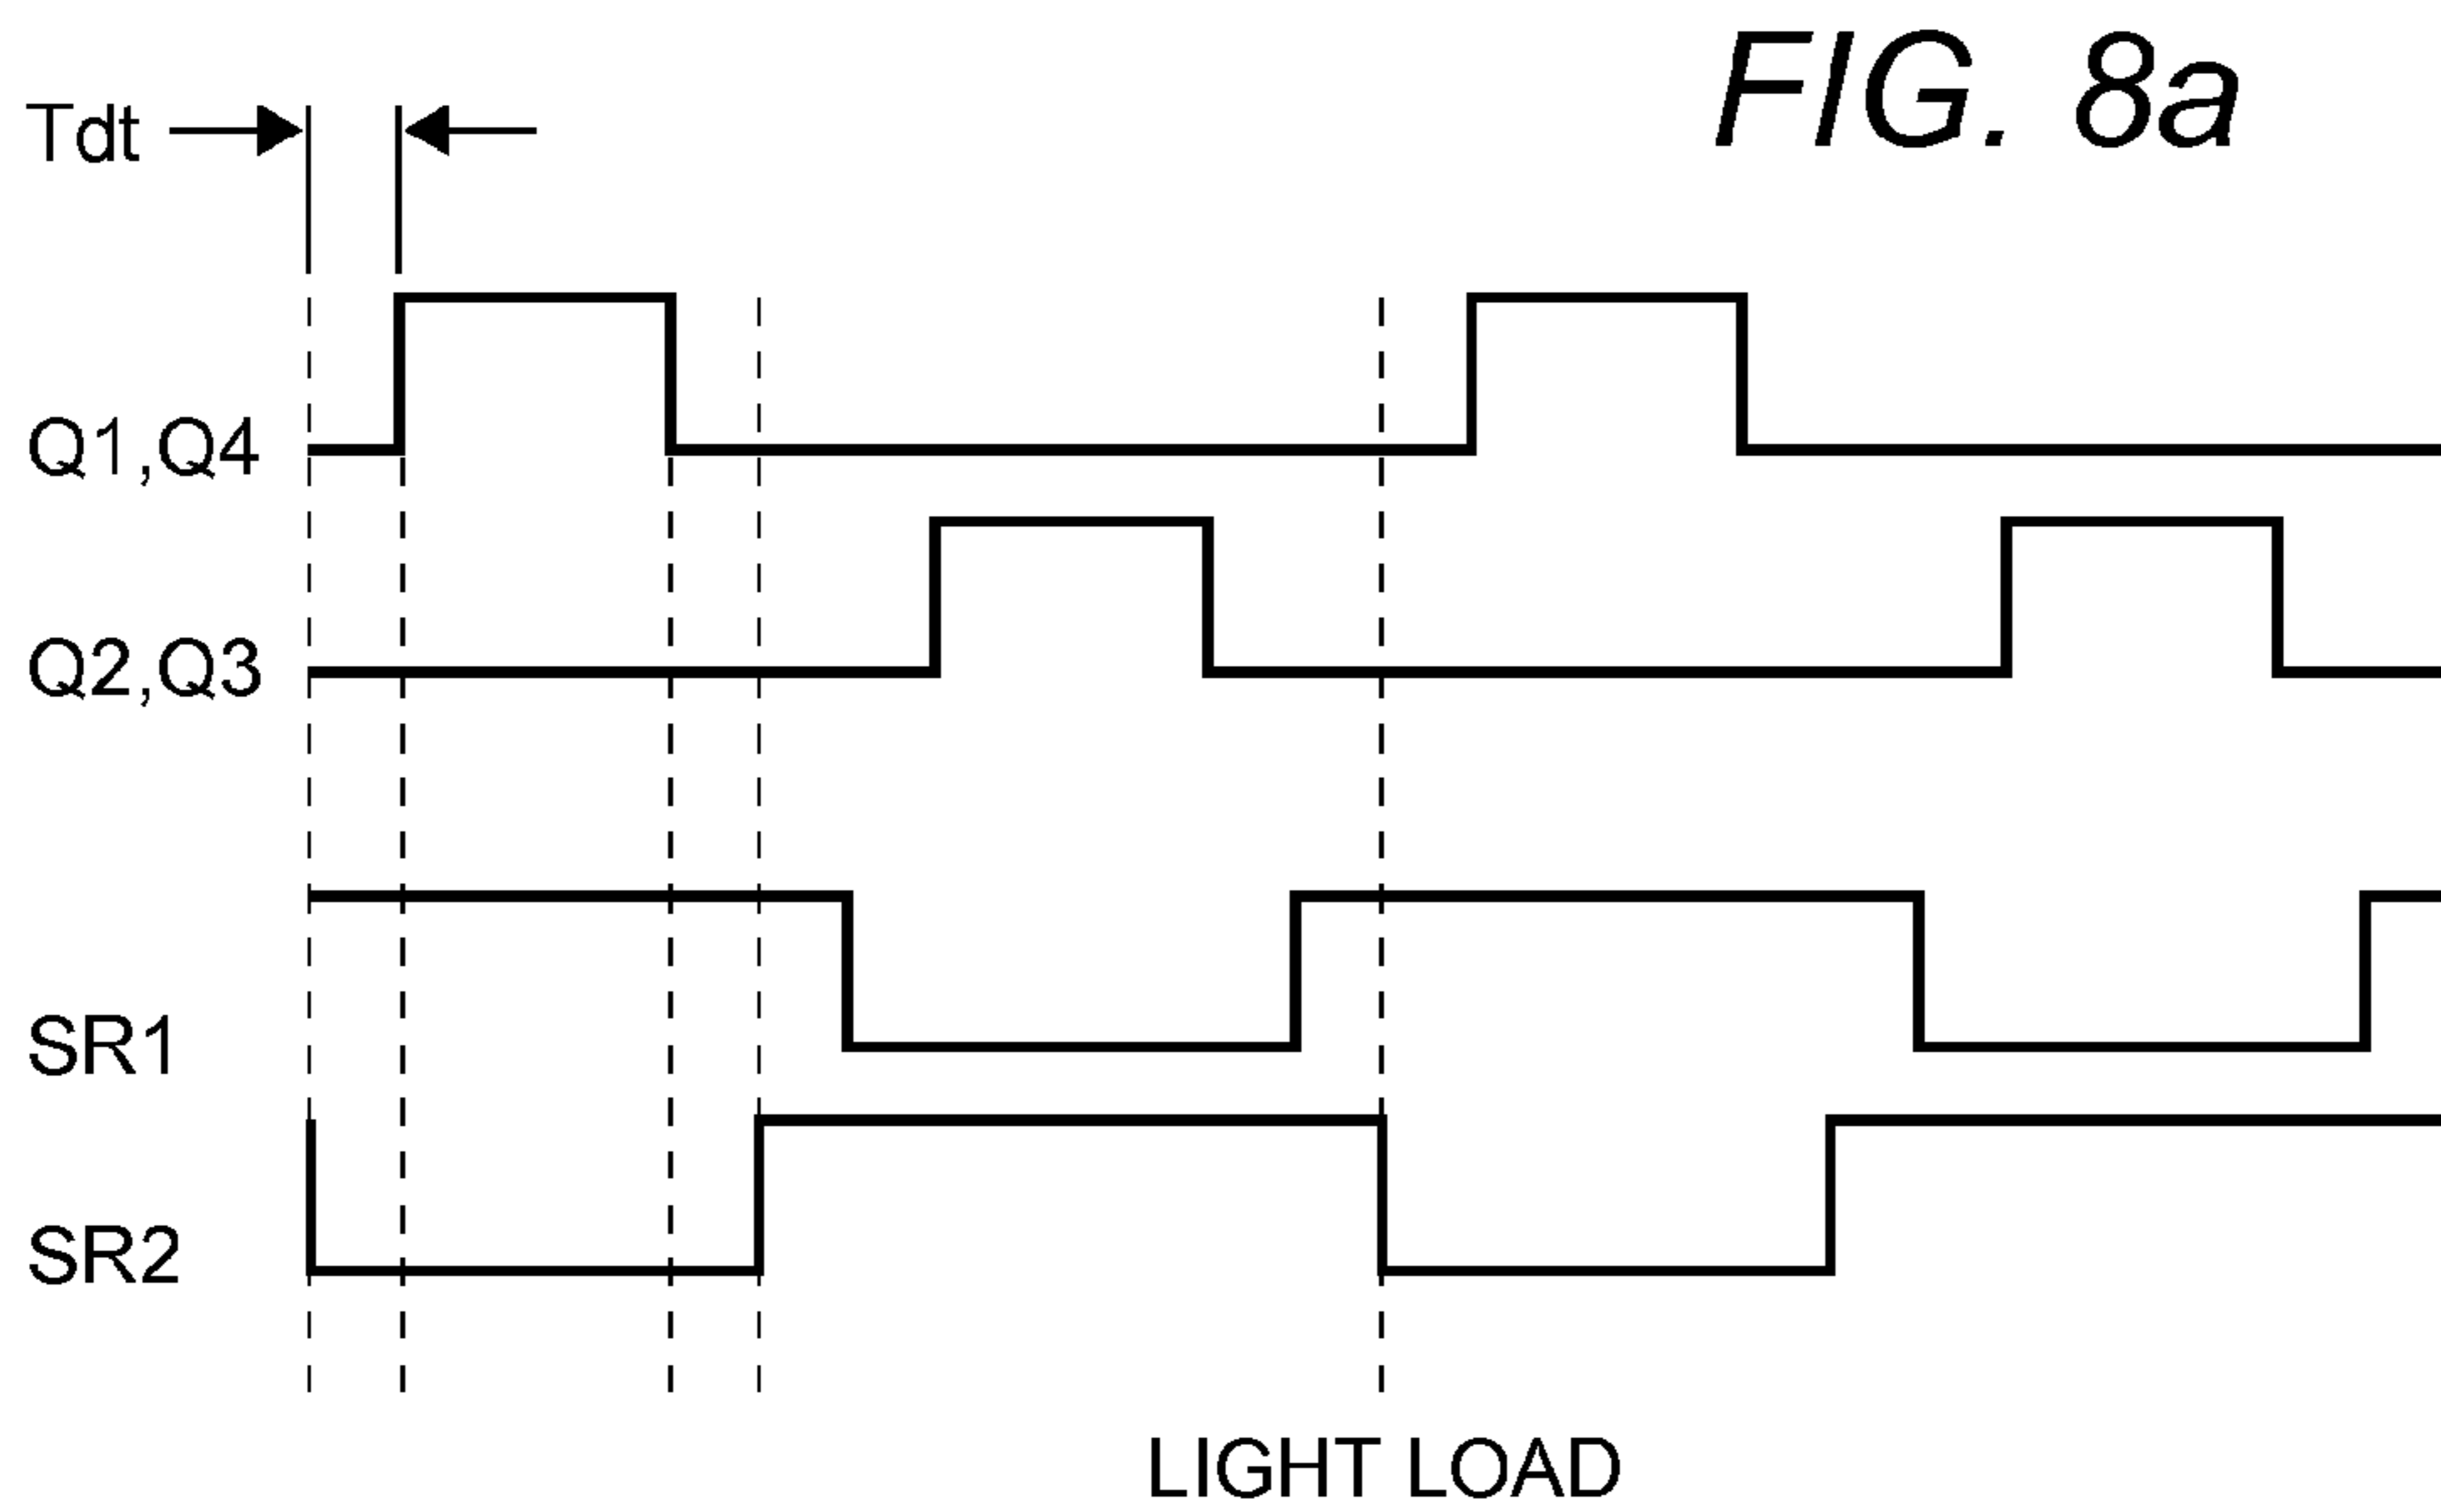 FIG. 8a
Tdt
Q1,Q4
Q2,Q3
SR1
SR2
LIGHT LOAD